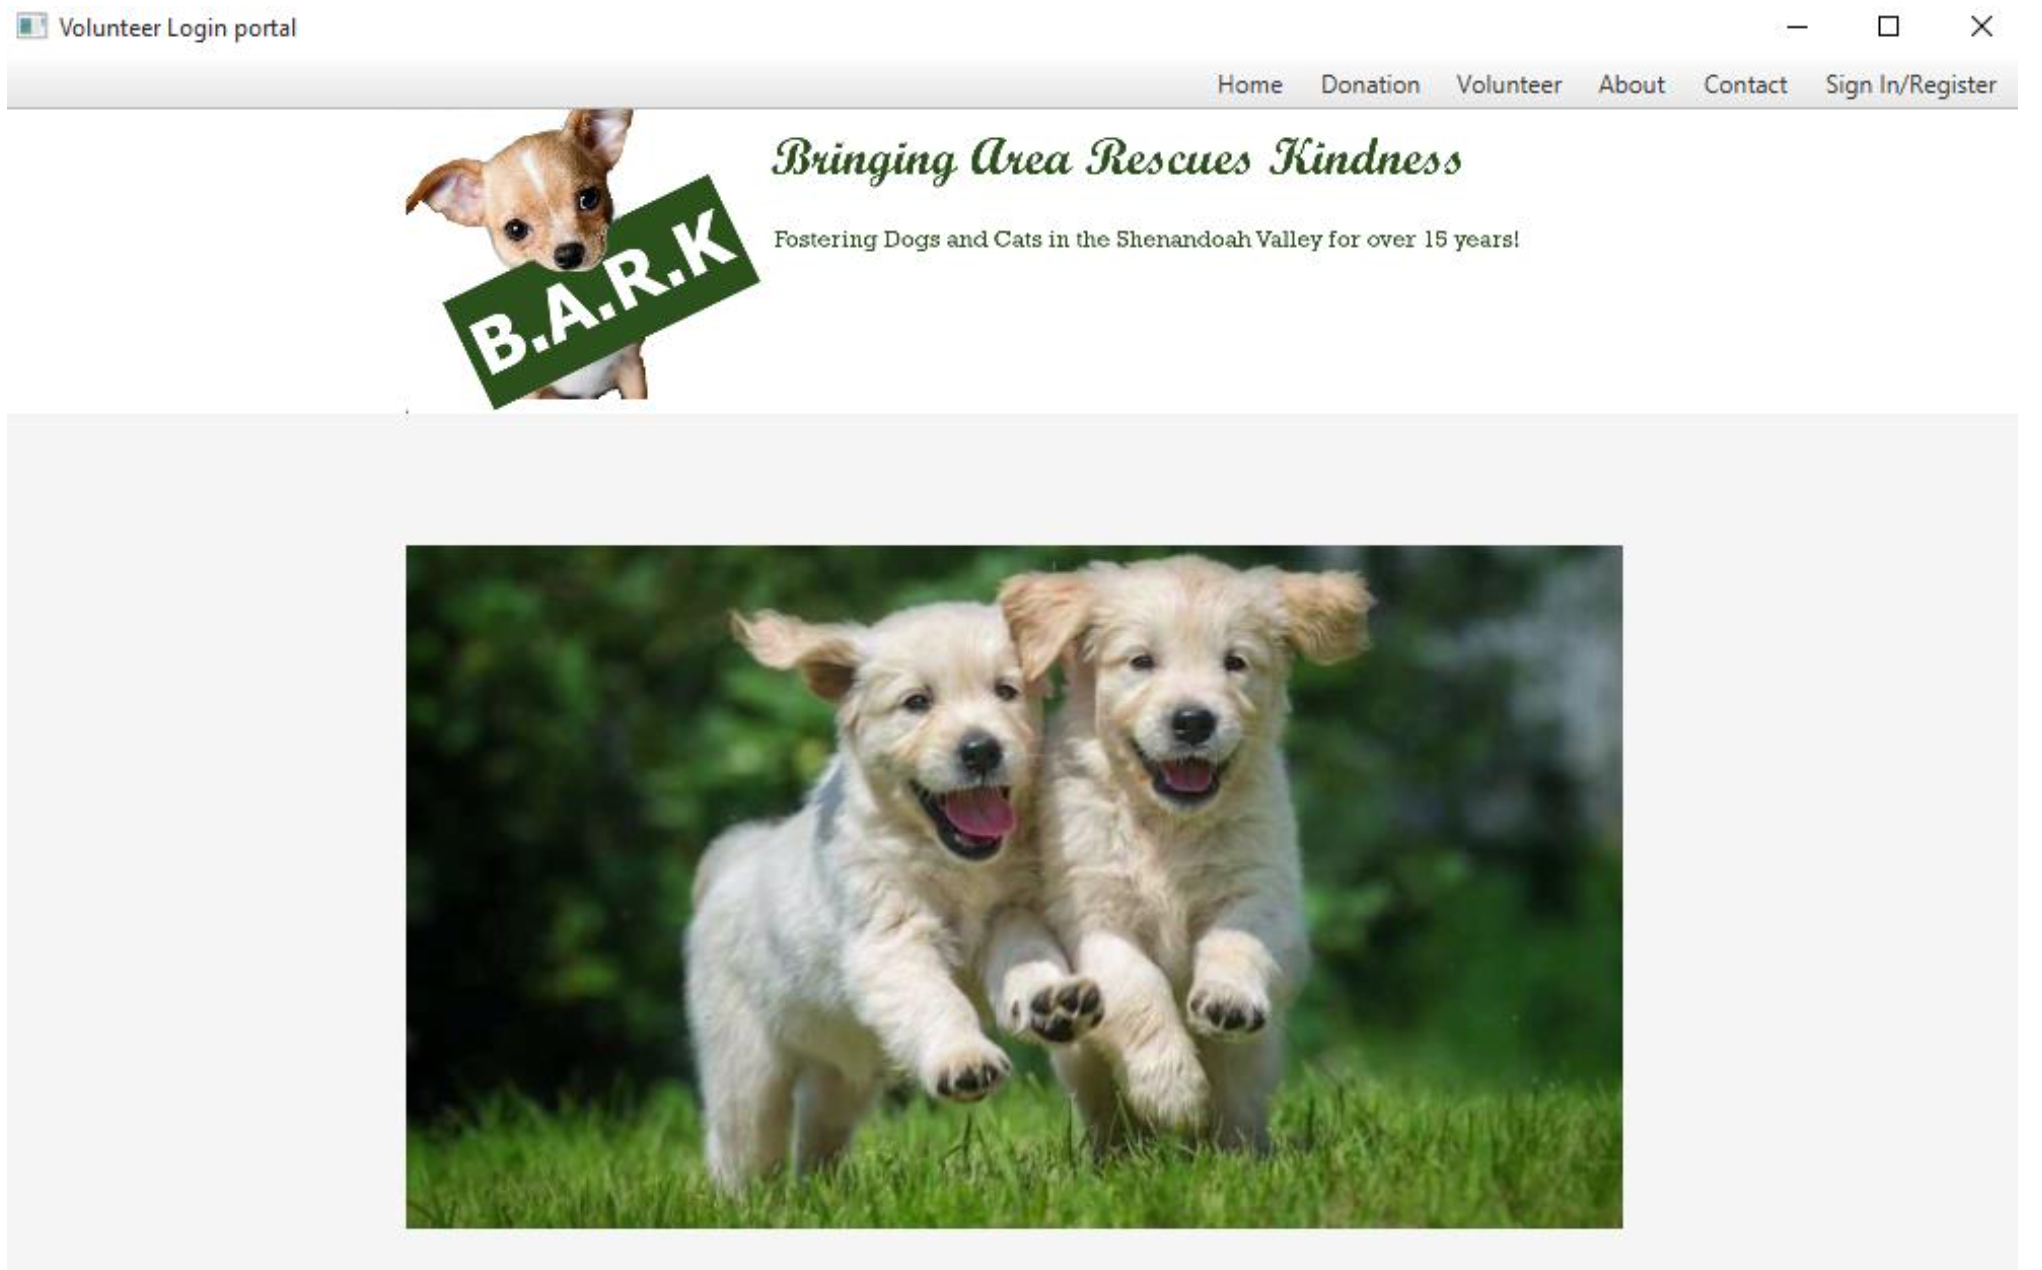 Volunteer Login portal
Home Donation Volunteer About Contact Sign In/Register
Bringing Area Rescues Kindness
Fostering Dogs and Cats in the Shenandoah Valley for over 15 years!
B.A.R.K